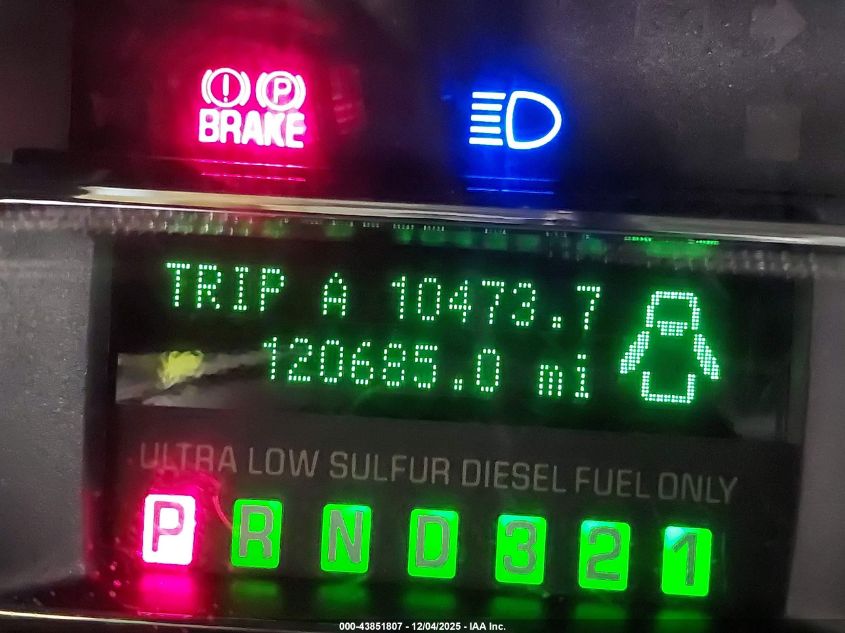 ! P
BRAKE
TRIP A 10473.7
120685.0 mi
ULTRA LOW SULFUR DIESEL FUEL ONLY
P R N D 3 2 1
000-43851807 - 12/04/2025 - IAA Inc.